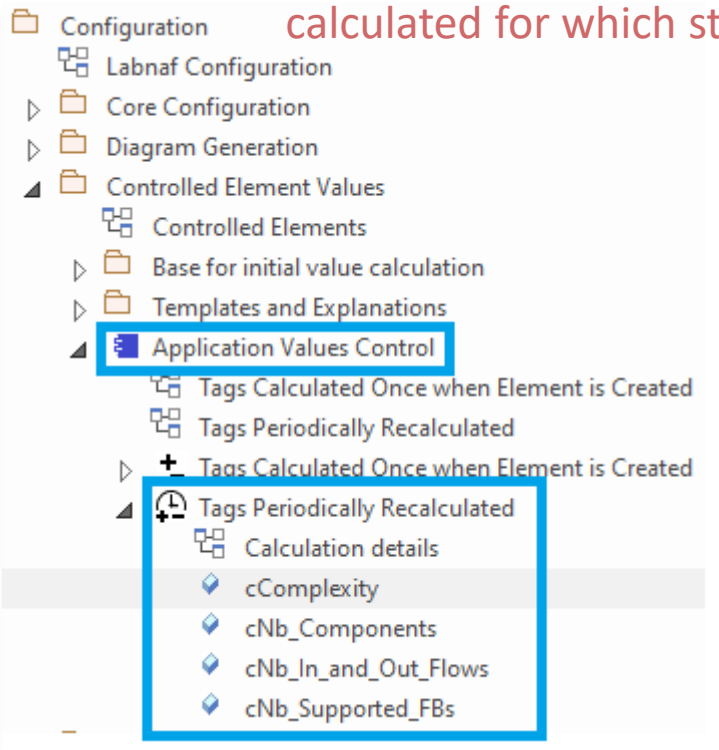 calculated for which st
Configuration
Labnaf Configuration
Core Configuration
Diagram Generation
Controlled Element Values
Controlled Elements
Base for initial value calculation
Templates and Explanations
Application Values Control
Tags Calculated Once when Element is Created
Tags Periodically Recalculated
Tags Calculated Once when Element is Created
Tags Periodically Recalculated
Calculation details
cComplexity
cNb_Components
cNb_In_and_Out_Flows
cNb_Supported_FBs